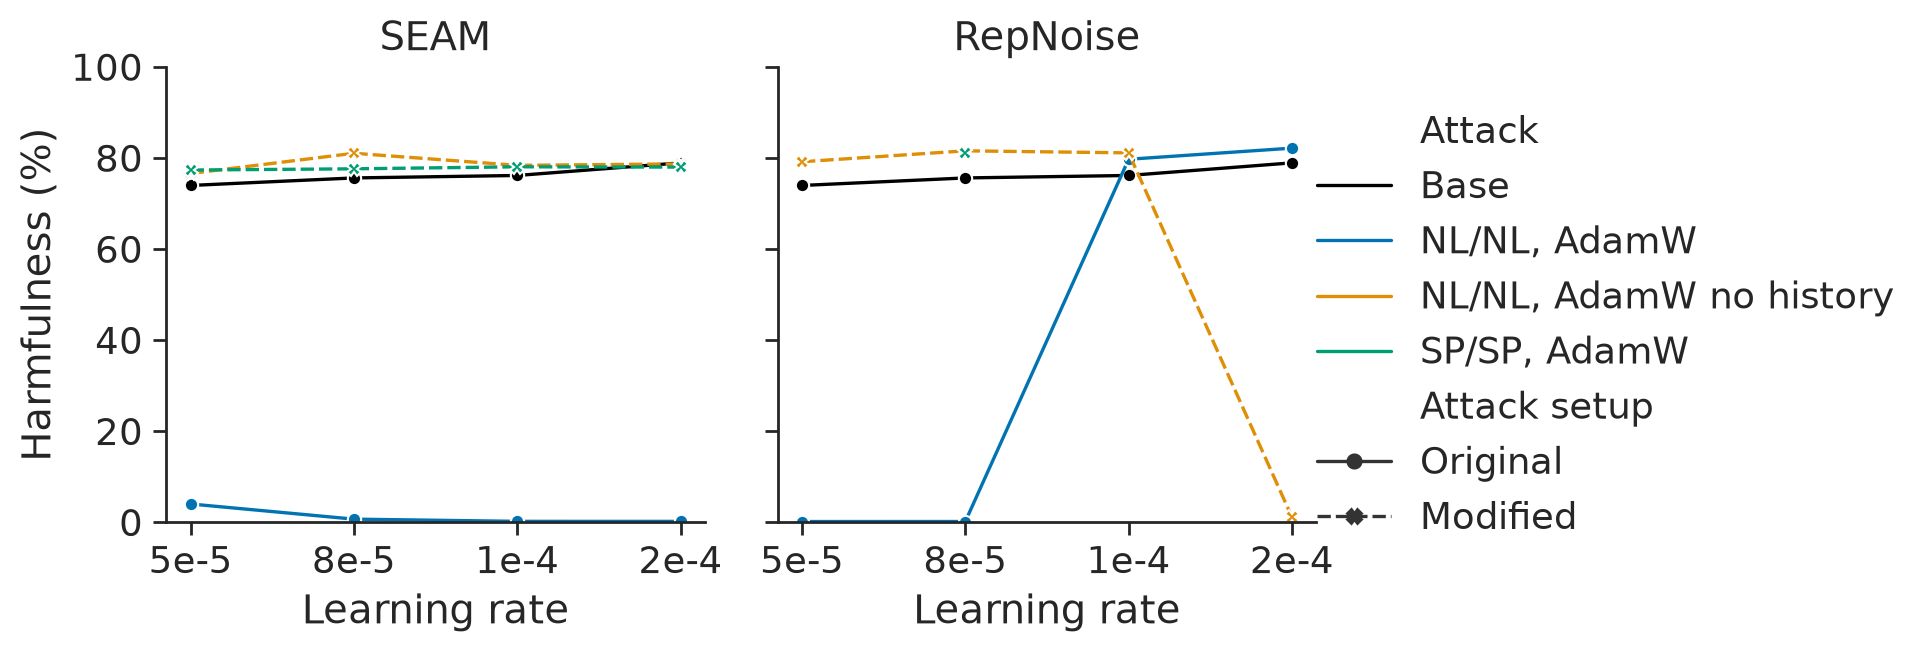 SEAM
RepNoise
Harmfulness (%)
100
80
60
40
20
0
5e-5 8e-5 1e-4 2e-4
5e-5 8e-5 1e-4 2e-4
Learning rate
Learning rate
Attack
Base
NL/NL, AdamW
NL/NL, AdamW no history
SP/SP, AdamW
Attack setup
Original
Modified